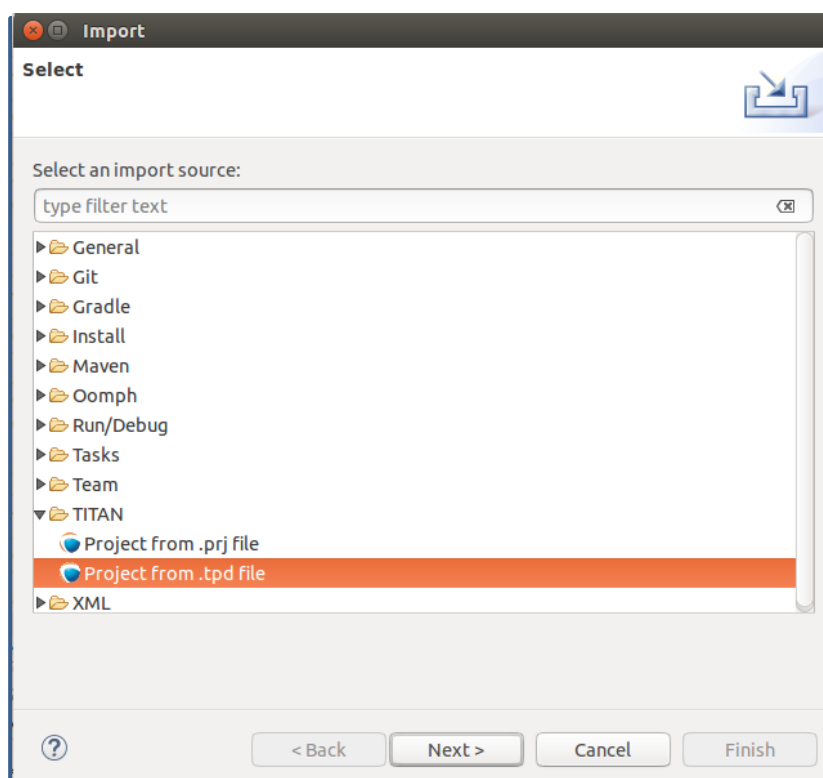 Import
Select
Select an import source:
type filter text
General
Git
Gradle
Install
Maven
Oomph
Run/Debug
Tasks
Team
TITAN
Project from .prj file
Project from .tpd file
XML
? < Back Next > Cancel Finish